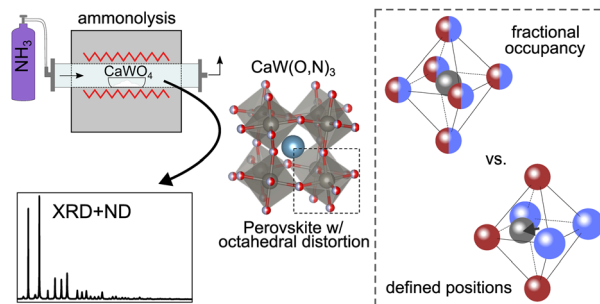 ammonolysis
NH3
CaWO4
CaW(O,N)3
XRD+ND
Perovskite w/
octahedral distortion
fractional
occupancy
vs.
defined positions